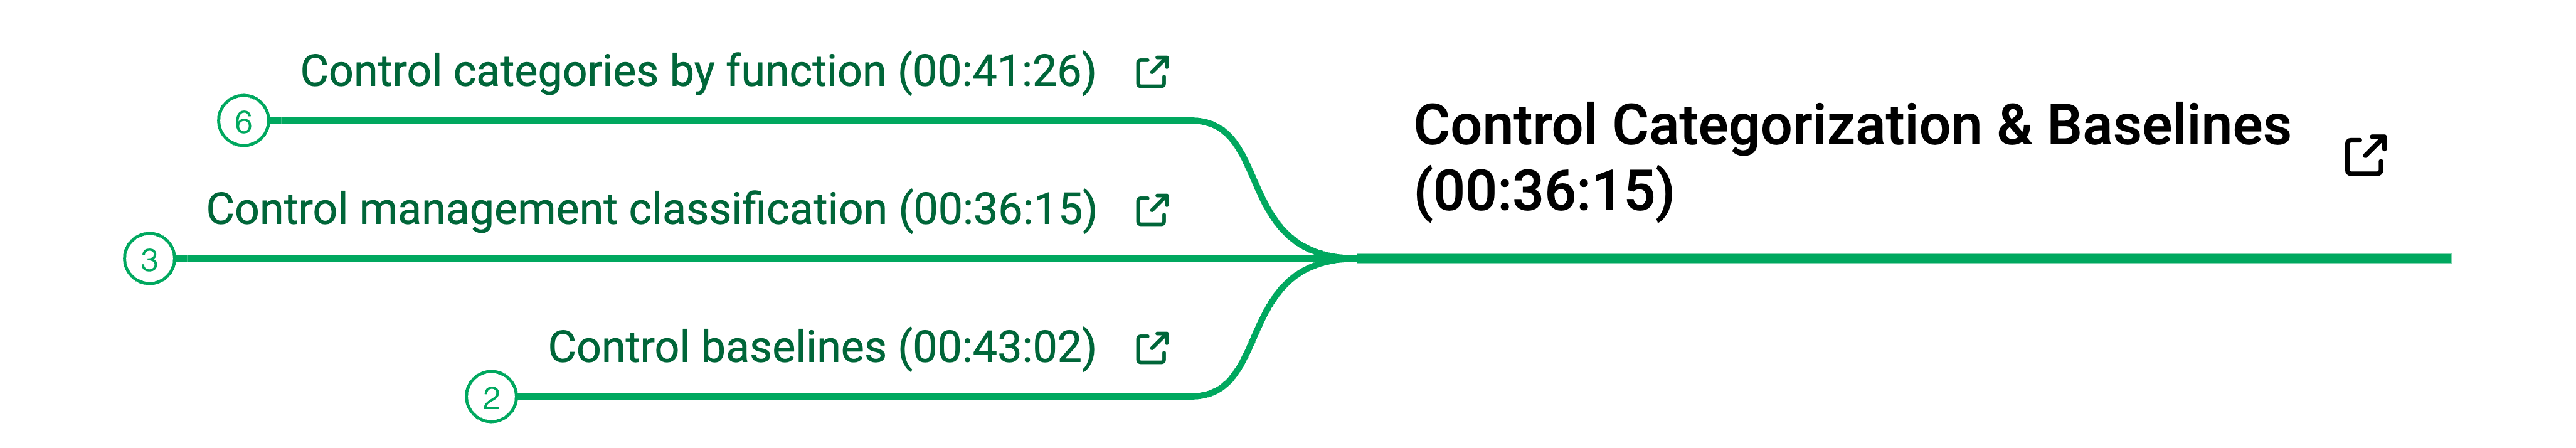 Control categories by function (00:41:26)
6
Control management classification (00:36:15)
3
Control baselines (00:43:02)
2
Control Categorization & Baselines
(00:36:15)